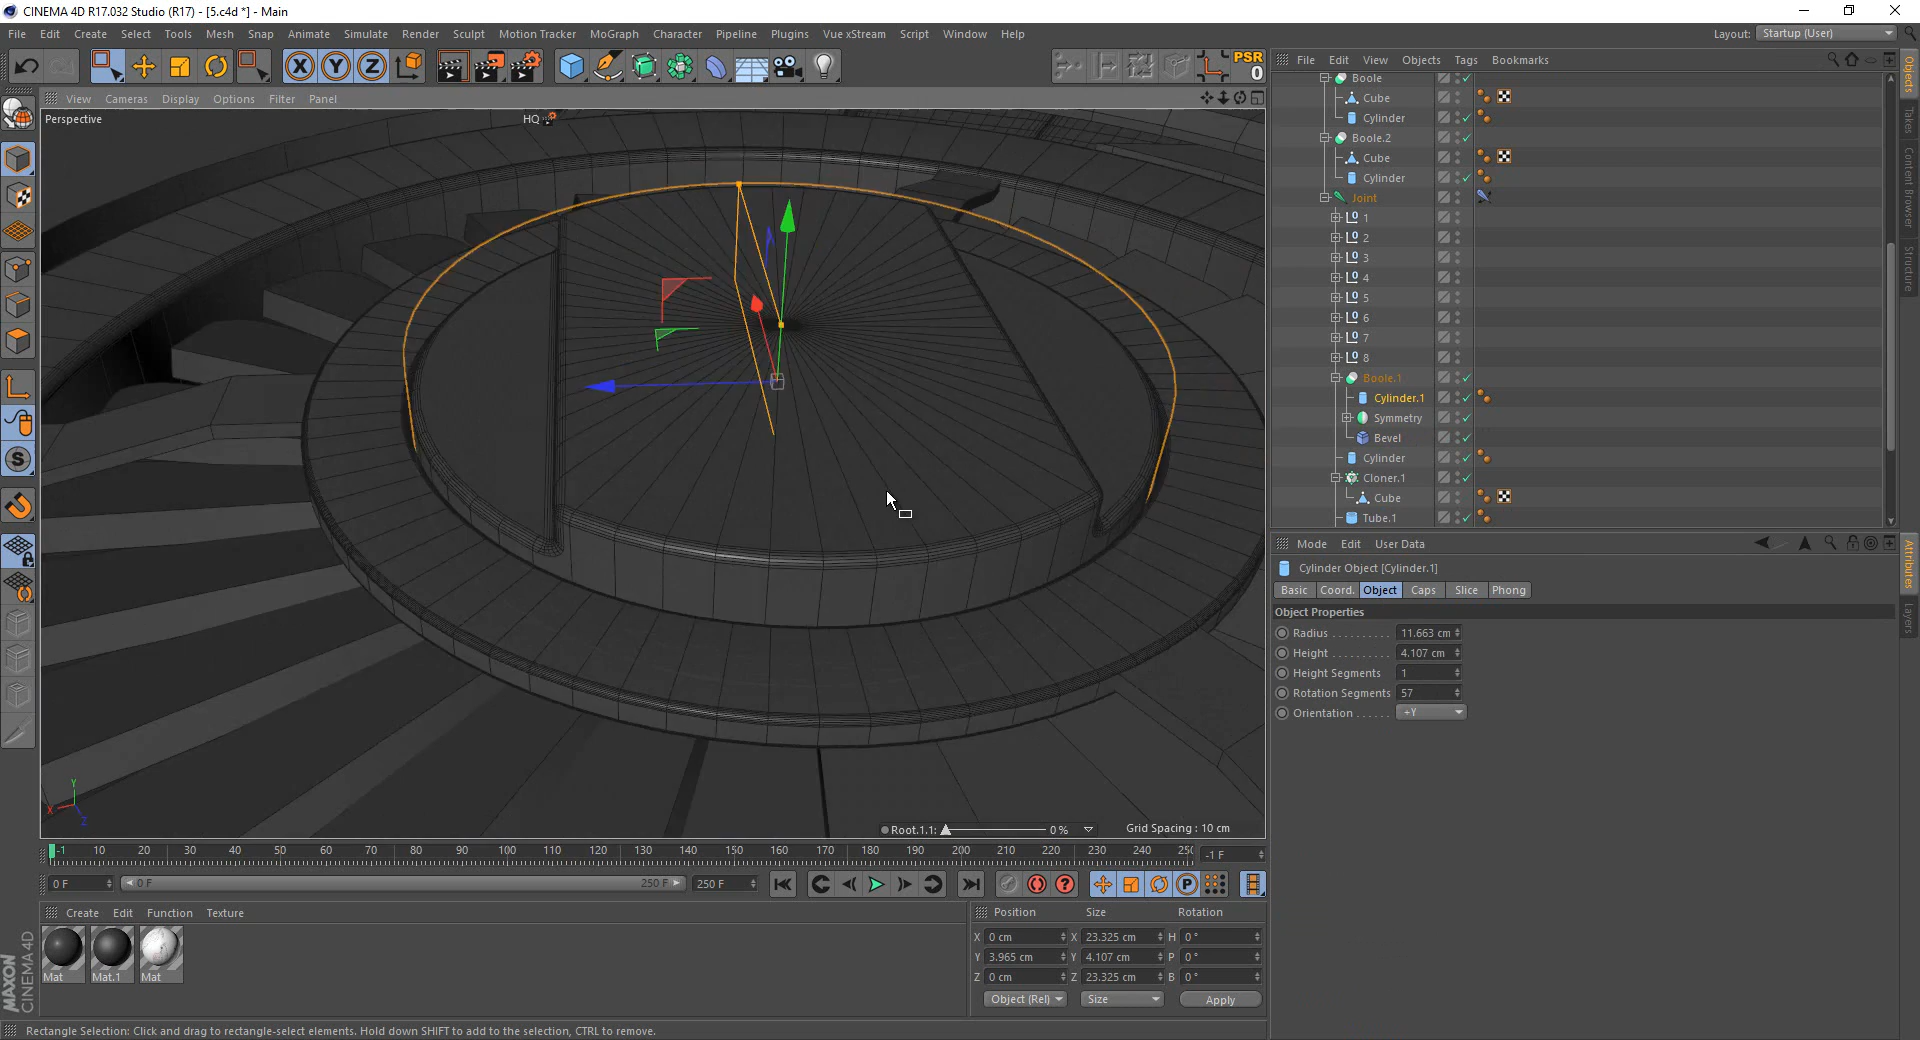 CINEMA 4D R17.032 Studio (R17) - [5.c4d *] - Main
File Edit Create Select Tools Mesh Snap Animate Simulate Render Sculpt Motion Tracker MoGraph Character Pipeline Plugins Vue xStream Script Window Help
Layout: Startup (User)
X Y Z
PSR
0
File Edit View Objects Tags Bookmarks
View Cameras Display Options Filter Panel
Perspective
HQ
Boole
Cube
Cylinder
Boole.2
Cube
Cylinder
Joint
1
2
3
4
5
6
7
8
Boole.1
Cylinder.1
Symmetry
Bevel
Cylinder
Cloner.1
Cube
Tube.1
Objects
Takes
Content Browser
Structure
Mode Edit User Data
Cylinder Object [Cylinder.1]
Basic Coord. Object Caps Slice Phong
Object Properties
Radius . . . . . . . . . . 11.663 cm
Height . . . . . . . . . . 4.107 cm
Height Segments 1
Rotation Segments 57
Orientation . . . . . . +Y
Attributes
Layers
Y
X
Z
Root.1.1: 0 %
Grid Spacing : 10 cm
-1 10 20 30 40 50 60 70 80 90 100 110 120 130 140 150 160 170 180 190 200 210 220 230 240 250
-1 F
0 F 0 F 250 F 250 F
Create Edit Function Texture
Mat Mat.1 Mat
Position Size Rotation
X 0 cm X 23.325 cm H 0 °
Y 3.965 cm Y 4.107 cm P 0 °
Z 0 cm Z 23.325 cm B 0 °
Object (Rel) Size Apply
MAXON
CINEMA 4D
Rectangle Selection: Click and drag to rectangle-select elements. Hold down SHIFT to add to the selection, CTRL to remove.